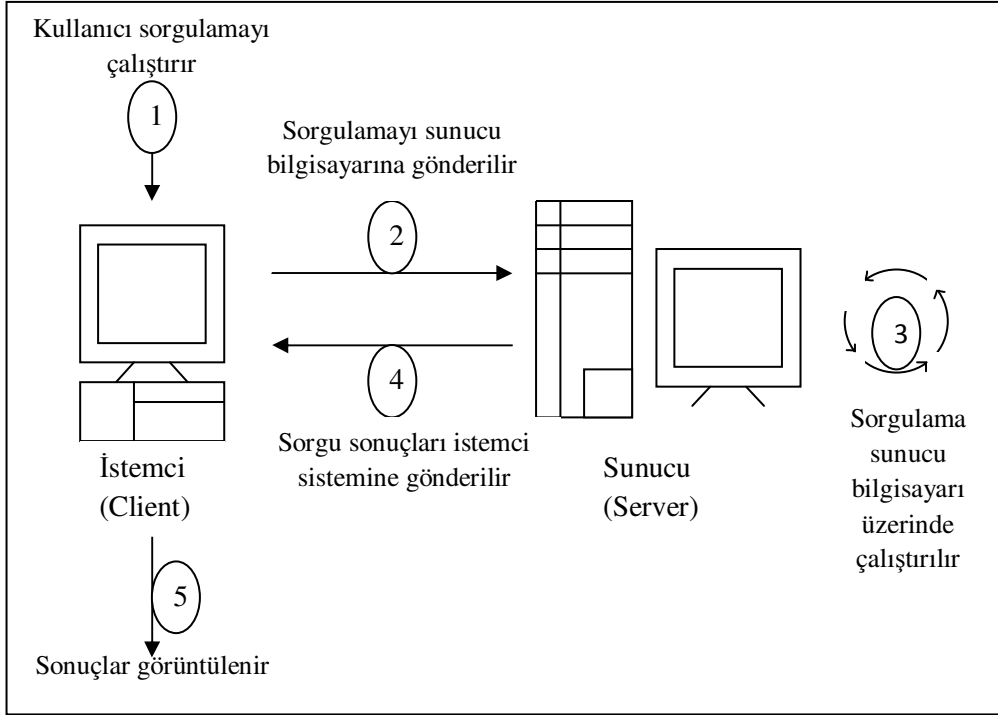 Kullanıcı sorgulamayı
çalıştırır
1
Sorgulamayı sunucu
bilgisayarına gönderilir
2
3
4
Sorgu sonuçları istemci
sistemine gönderilir
İstemci
(Client)
Sunucu
(Server)
Sorgulama
sunucu
bilgisayarı
üzerinde
çalıştırılır
5
Sonuçlar görüntülenir